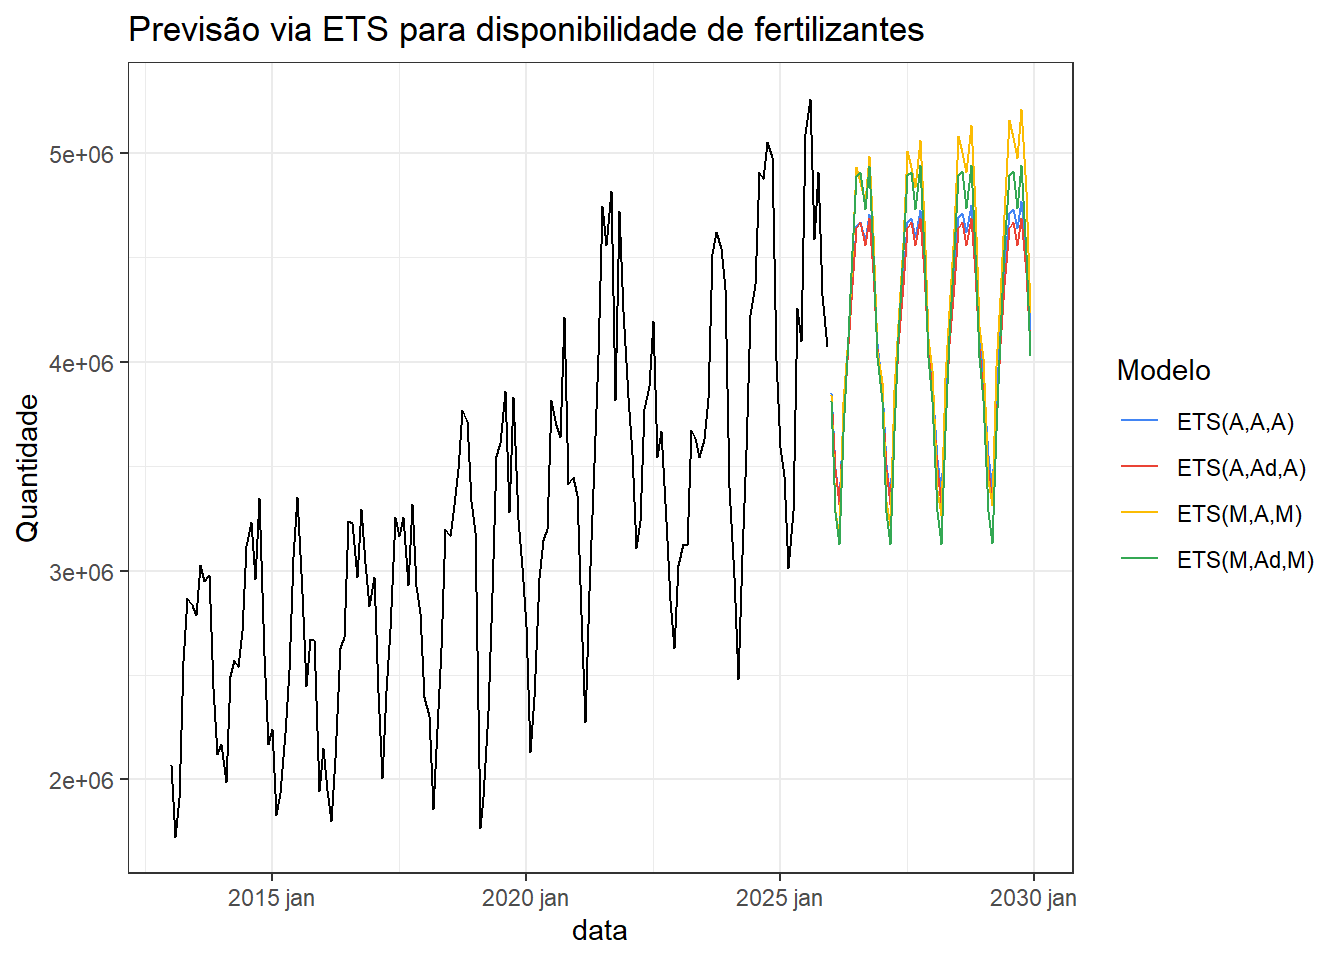 Previsão via ETS para disponibilidade de fertilizantes
5e+06
4e+06
3e+06
2e+06
Quantidade
2015 jan
2020 jan
2025 jan
2030 jan
data
Modelo
ETS(A,A,A)
ETS(A,Ad,A)
ETS(M,A,M)
ETS(M,Ad,M)